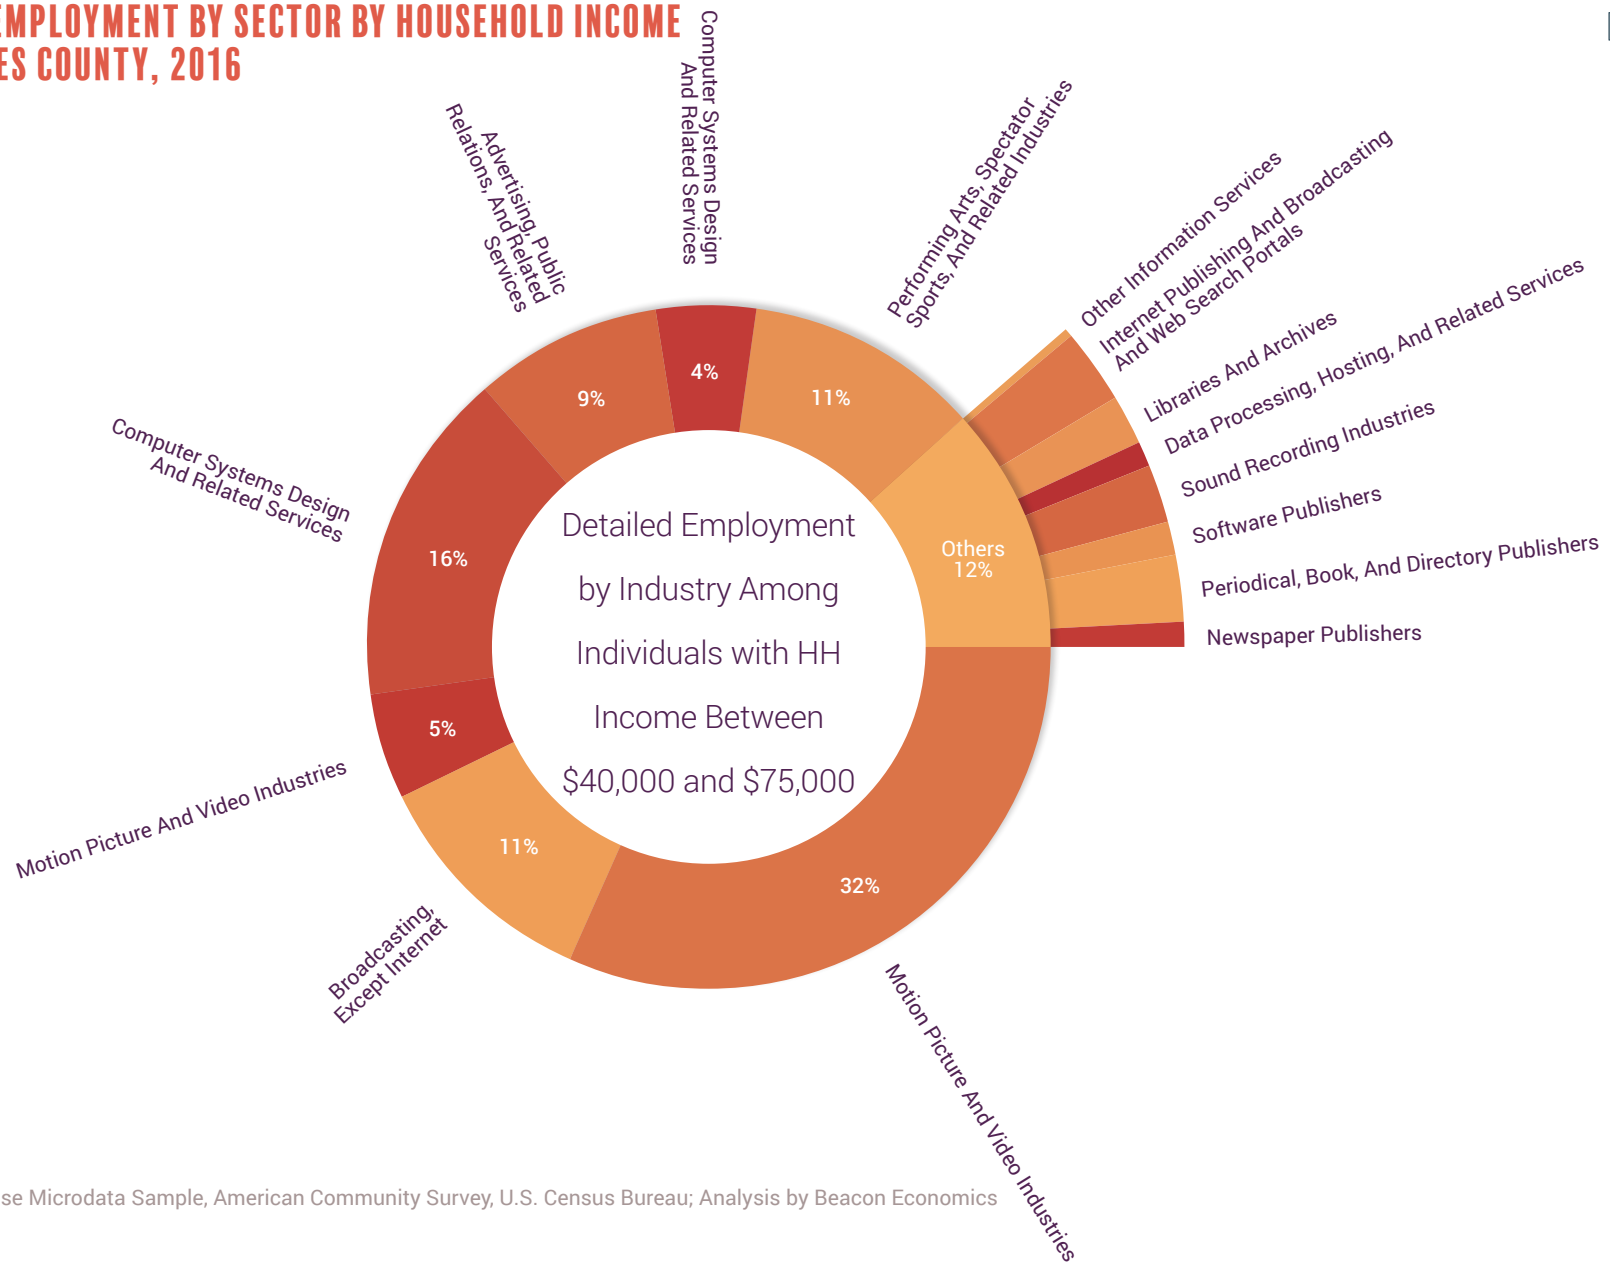 EMPLOYMENT BY SECTOR BY HOUSEHOLD INCOME
ES COUNTY, 2016
Computer Systems Design
And Related Services
Advertising, Public
Relations, And Related
Services
Performing Arts, Spectator
Sports, And Related Industries
Other Information Services
Internet Publishing And Broadcasting
And Web Search Portals
Libraries And Archives
Data Processing, Hosting, And Related Services
Sound Recording Industries
Software Publishers
Periodical, Book, And Directory Publishers
Newspaper Publishers
Computer Systems Design
And Related Services
Motion Picture And Video Industries
Broadcasting,
Except Internet
Motion Picture And Video Industries
4%
11%
9%
16%
5%
11%
32%
Others
12%
Detailed Employment
by Industry Among
Individuals with HH
Income Between
$40,000 and $75,000
se Microdata Sample, American Community Survey, U.S. Census Bureau; Analysis by Beacon Economics